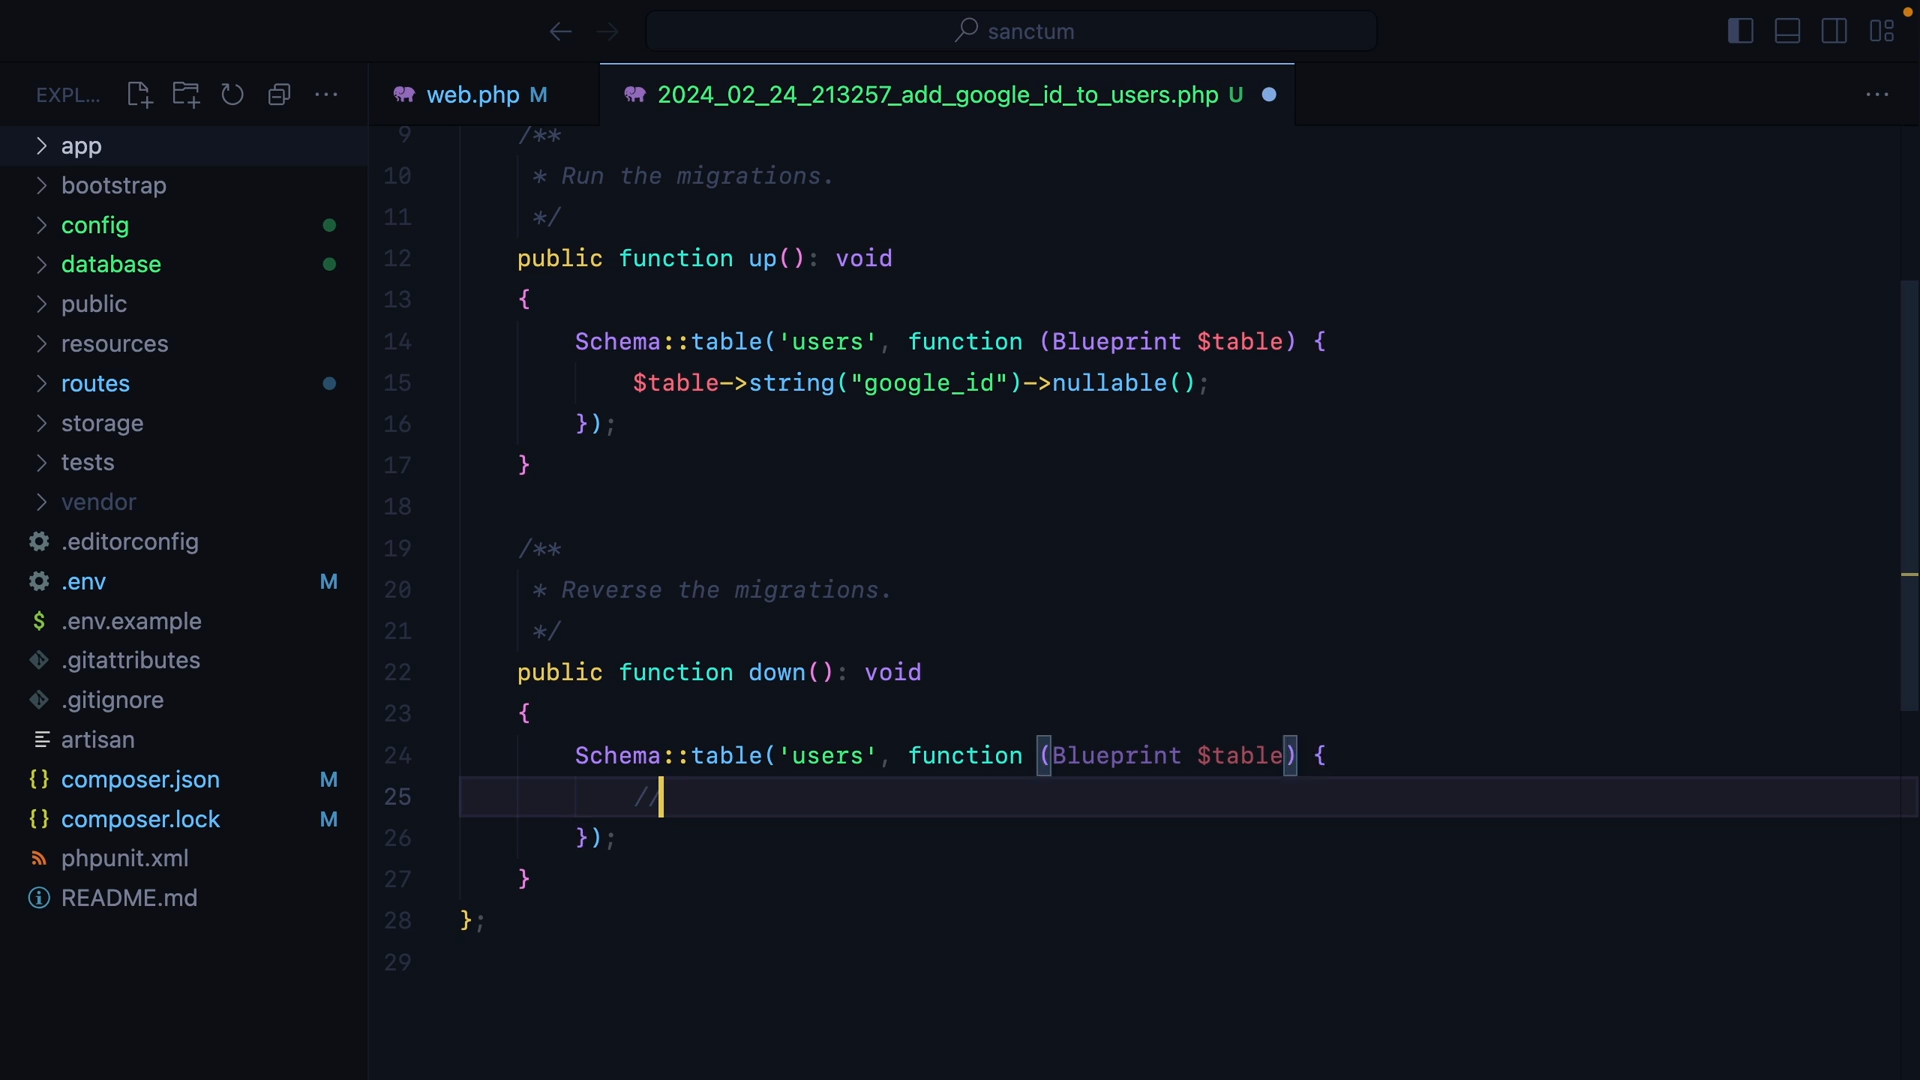 sanctum
EXPL...
web.php M
2024_02_24_213257_add_google_id_to_users.php U
app
bootstrap
config
database
public
resources
routes
storage
tests
vendor
.editorconfig
.env M
.env.example
.gitattributes
.gitignore
artisan
composer.json M
composer.lock M
phpunit.xml
README.md
9 /**
10 * Run the migrations.
11 */
12 public function up(): void
13 {
14 Schema::table('users', function (Blueprint $table) {
15 $table->string("google_id")->nullable();
16 });
17 }
18
19 /**
20 * Reverse the migrations.
21 */
22 public function down(): void
23 {
24 Schema::table('users', function (Blueprint $table) {
25 //
26 });
27 }
28 };
29